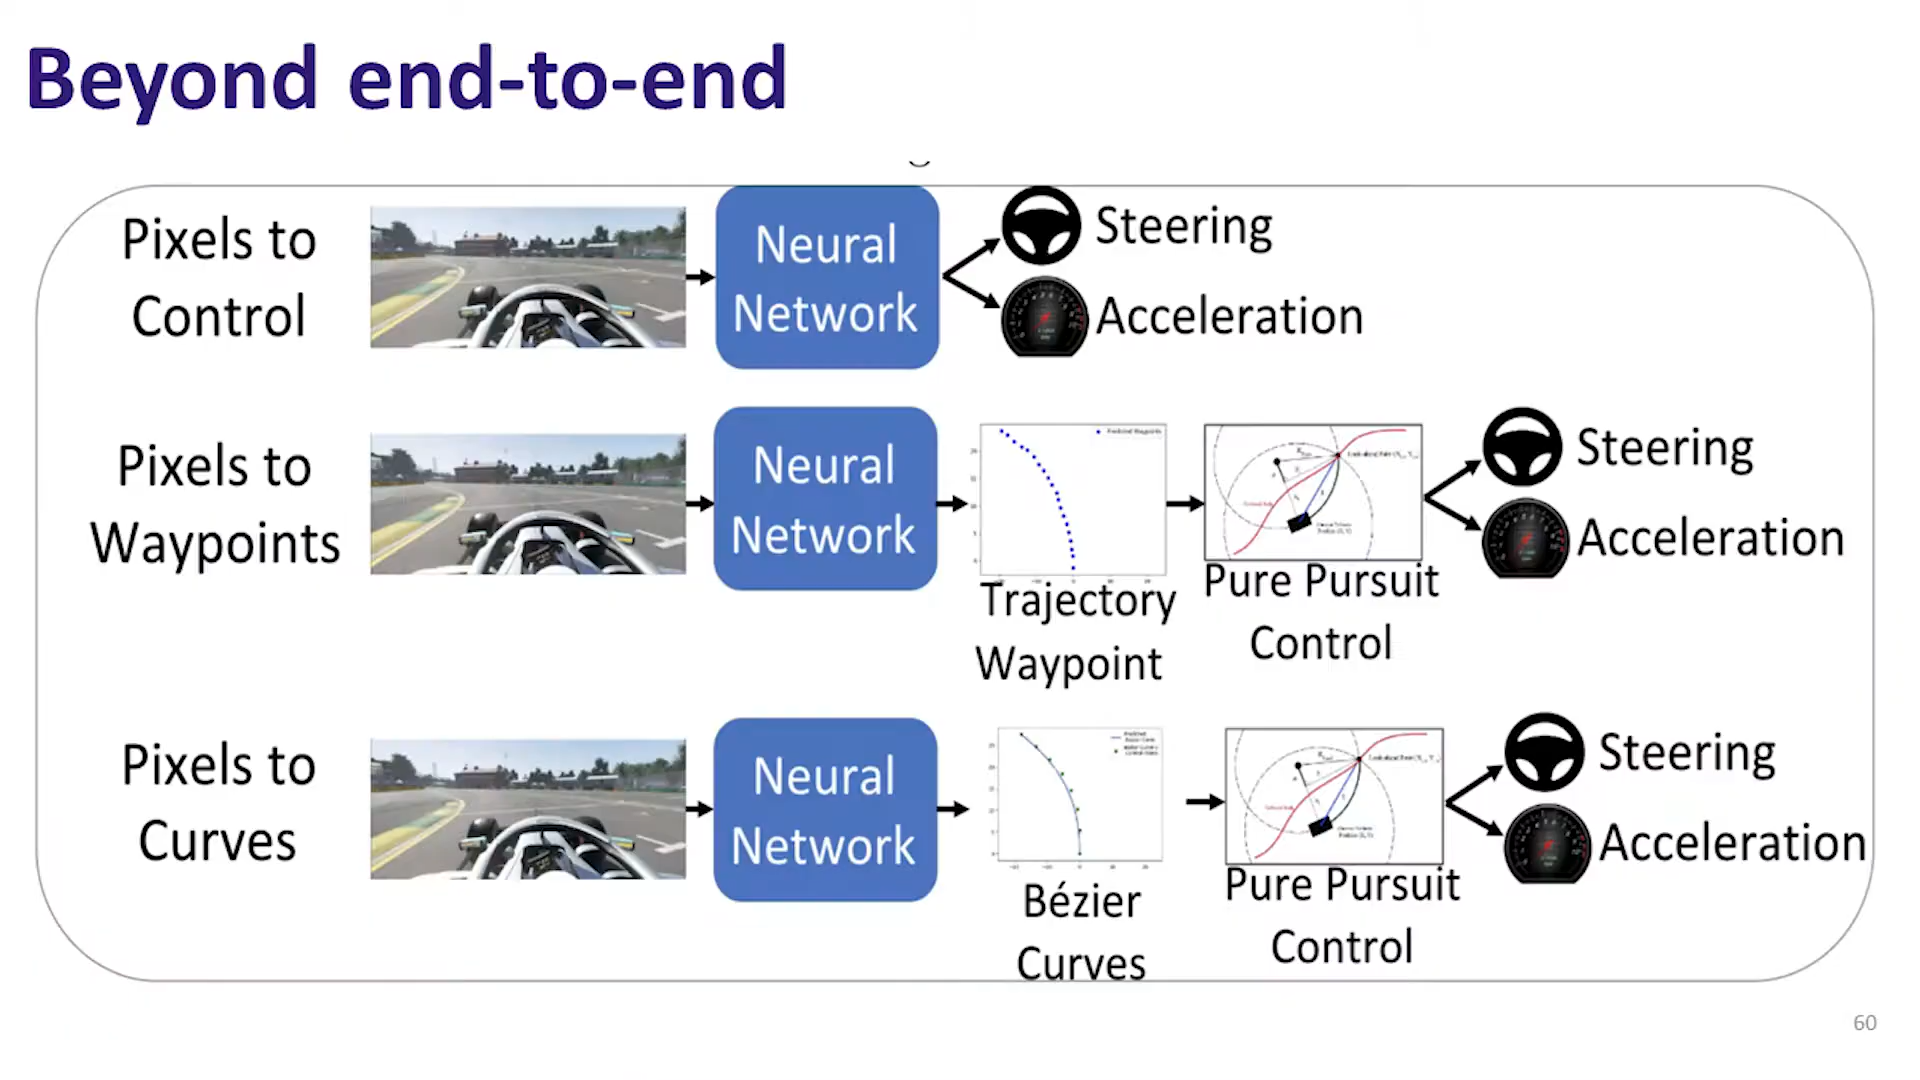 Beyond end-to-end
Pixels to
Control
Neural
Network
Steering
Acceleration
Pixels to
Waypoints
Neural
Network
Trajectory
Waypoint
Pure Pursuit
Control
Steering
Acceleration
Pixels to
Curves
Neural
Network
Bézier
Curves
Pure Pursuit
Control
Steering
Acceleration
60